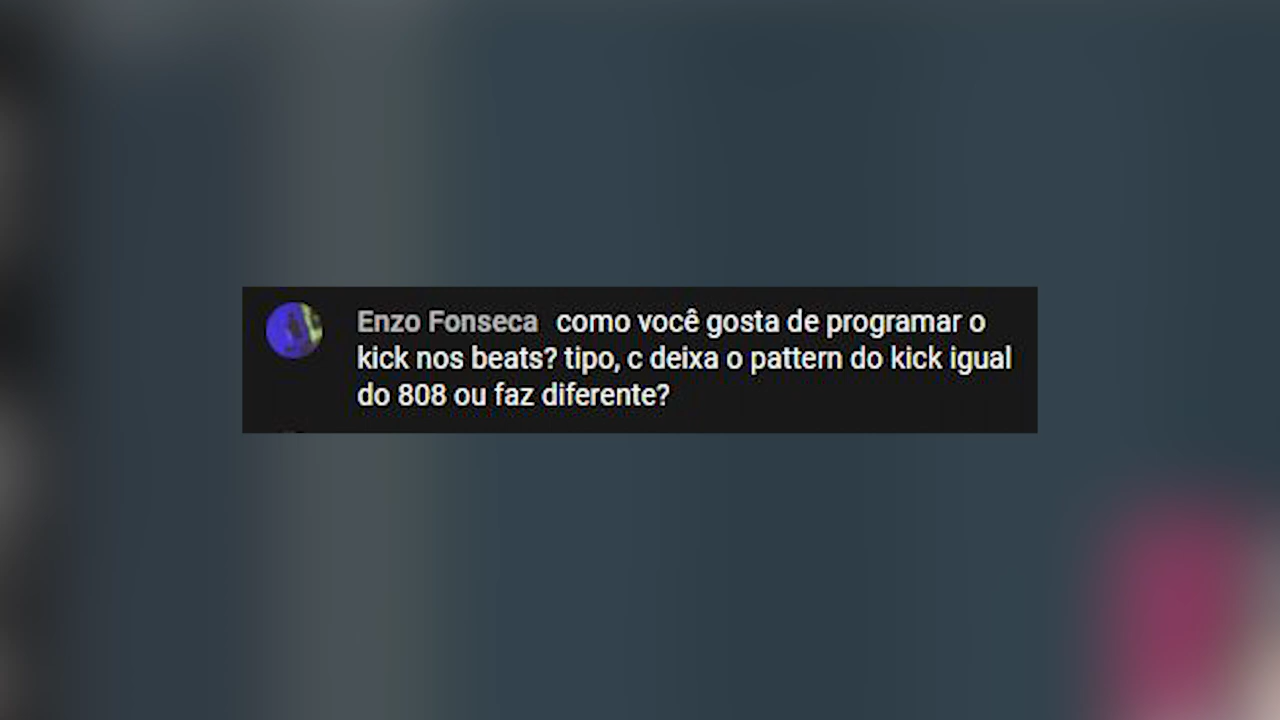 Enzo Fonseca como você gosta de programar o
kick nos beats? tipo, c deixa o pattern do kick igual
do 808 ou faz diferente?